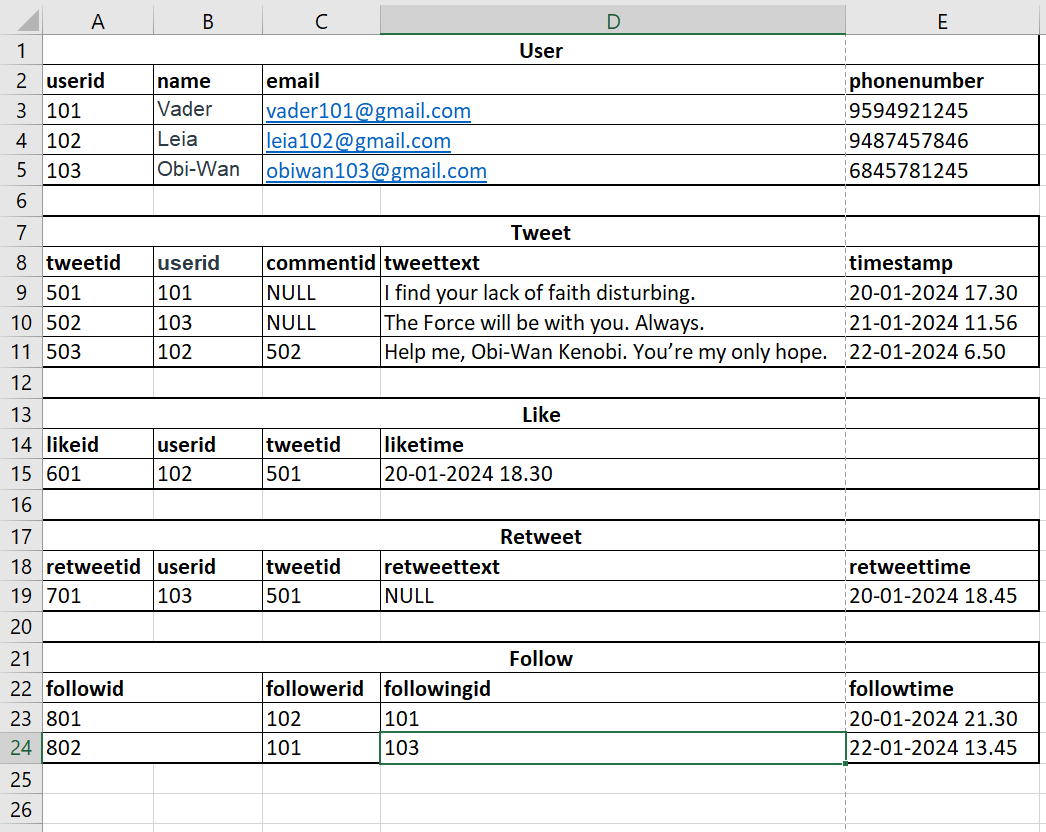 A B C D E
1 User
2 userid name email phonenumber
3 101 Vader vader101@gmail.com 9594921245
4 102 Leia leia102@gmail.com 9487457846
5 103 Obi-Wan obiwan103@gmail.com 6845781245
6
7 Tweet
8 tweetid userid commentid tweettext timestamp
9 501 101 NULL I find your lack of faith disturbing. 20-01-2024 17.30
10 502 103 NULL The Force will be with you. Always. 21-01-2024 11.56
11 503 102 502 Help me, Obi-Wan Kenobi. You’re my only hope. 22-01-2024 6.50
12
13 Like
14 likeid userid tweetid liketime
15 601 102 501 20-01-2024 18.30
16
17 Retweet
18 retweetid userid tweetid retweettext retweettime
19 701 103 501 NULL 20-01-2024 18.45
20
21 Follow
22 followid followerid followingid followtime
23 801 102 101 20-01-2024 21.30
24 802 101 103 22-01-2024 13.45
25
26